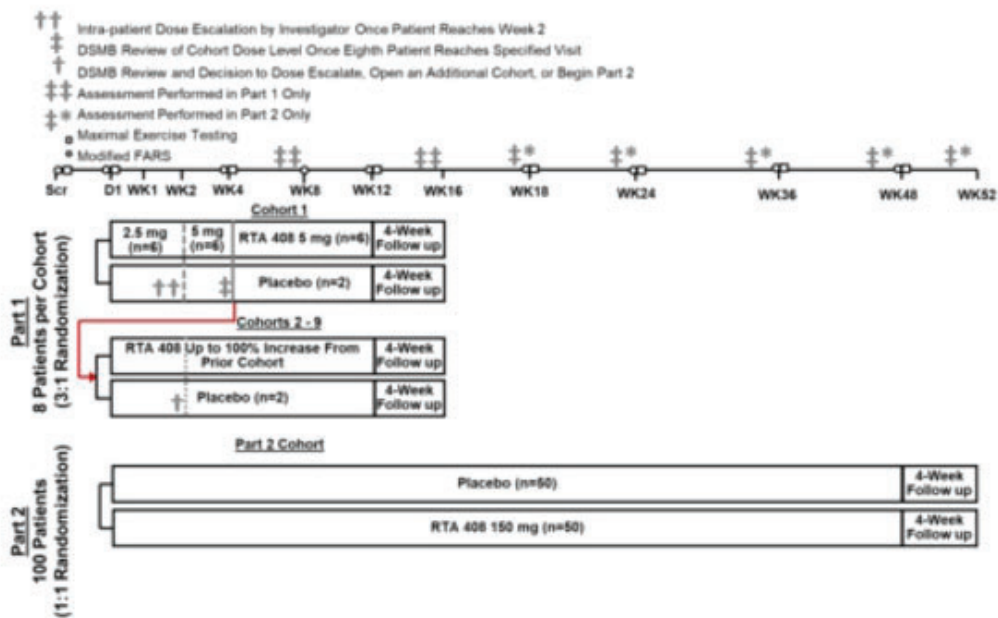 †† Intra-patient Dose Escalation by Investigator Once Patient Reaches Week 2
‡ DSMB Review of Cohort Dose Level Once Eighth Patient Reaches Specified Visit
† DSMB Review and Decision to Dose Escalate, Open an Additional Cohort, or Begin Part 2
‡‡ Assessment Performed in Part 1 Only
‡* Assessment Performed in Part 2 Only
Maximal Exercise Testing
Modified FARS
‡‡ ‡‡ ‡* ‡* ‡* ‡* ‡*
Scr D1 WK1 WK2 WK4 WK8 WK12 WK16 WK18 WK24 WK36 WK48 WK52
Part 1
8 Patients per Cohort
(3:1 Randomization)
Cohort 1
2.5 mg
(n=6)
5 mg
(n=6)
RTA 408 5 mg (n=6)
4-Week
Follow up
††
‡
Placebo (n=2)
4-Week
Follow up
Cohorts 2 - 9
RTA 408 Up to 100% Increase From
Prior Cohort
4-Week
Follow up
†
Placebo (n=2)
4-Week
Follow up
Part 2
100 Patients
(1:1 Randomization)
Part 2 Cohort
Placebo (n=50)
4-Week
Follow up
RTA 408 150 mg (n=50)
4-Week
Follow up